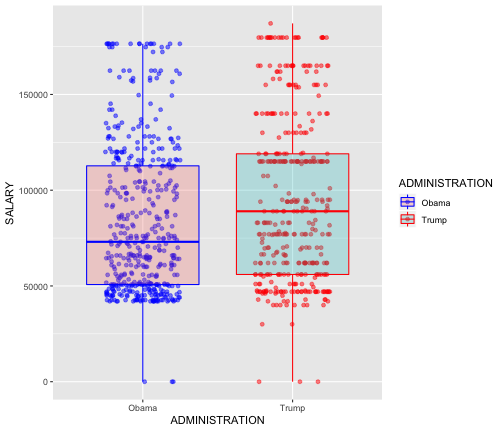 150000
100000
50000
0
SALARY
Obama
Trump
ADMINISTRATION
ADMINISTRATION
Obama
Trump